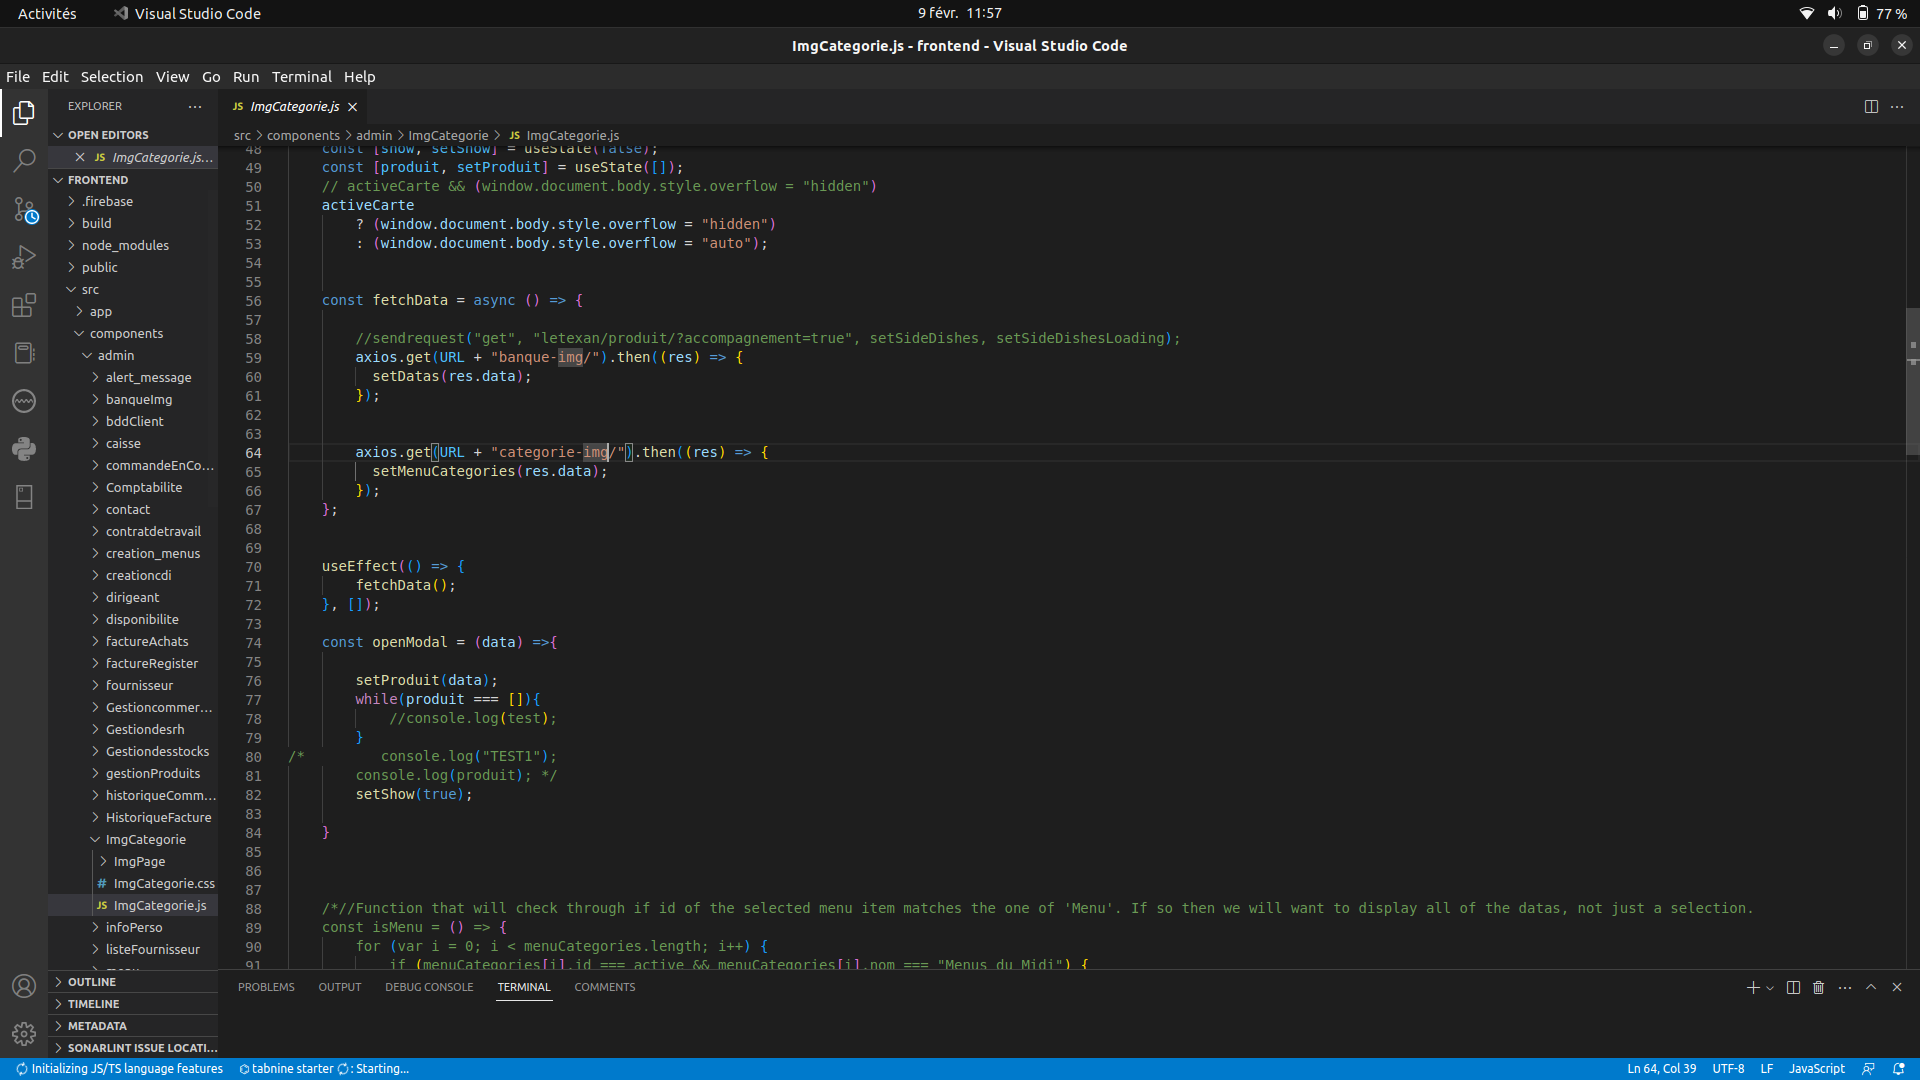 Activités Visual Studio Code 9 févr. 11:57 77 %
ImgCategorie.js - frontend - Visual Studio Code
File Edit Selection View Go Run Terminal Help
EXPLORER
OPEN EDITORS
JS ImgCategorie.js...
FRONTEND
.firebase
build
node_modules
public
src
app
components
admin
alert_message
banqueImg
bddClient
caisse
commandeEnCo...
Comptabilite
contact
contratdetravail
creation_menus
creationcdi
dirigeant
disponibilite
factureAchats
factureRegister
fournisseur
Gestioncommer...
Gestiondesrh
Gestiondesstocks
gestionProduits
historiqueComm...
HistoriqueFacture
ImgCategorie
ImgPage
# ImgCategorie.css
JS ImgCategorie.js
infoPerso
listeFournisseur
menu
OUTLINE
TIMELINE
METADATA
SONARLINT ISSUE LOCATI...
JS ImgCategorie.js
src > components > admin > ImgCategorie > JS ImgCategorie.js
48 const [show, setShow] = useState(false);
49 const [produit, setProduit] = useState([]);
50 // activeCarte && (window.document.body.style.overflow = "hidden")
51 activeCarte
52 ? (window.document.body.style.overflow = "hidden")
53 : (window.document.body.style.overflow = "auto");
54
55
56 const fetchData = async () => {
57
58 //sendrequest("get", "letexan/produit/?accompagnement=true", setSideDishes, setSideDishesLoading);
59 axios.get(URL + "banque-img/").then((res) => {
60 setDatas(res.data);
61 });
62
63
64 axios.get(URL + "categorie-img/").then((res) => {
65 setMenuCategories(res.data);
66 });
67 };
68
69
70 useEffect(() => {
71 fetchData();
72 }, []);
73
74 const openModal = (data) =>{
75
76 setProduit(data);
77 while(produit === []){
78 //console.log(test);
79 }
80 /* console.log("TEST1");
81 console.log(produit); */
82 setShow(true);
83
84 }
85
86
87
88 /*//Function that will check through if id of the selected menu item matches the one of 'Menu'. If so then we will want to display all of the datas, not just a selection.
89 const isMenu = () => {
90 for (var i = 0; i < menuCategories.length; i++) {
91 if (menuCategories[i].id === active && menuCategories[i].nom === "Menus du Midi") {
PROBLEMS OUTPUT DEBUG CONSOLE TERMINAL COMMENTS
Initializing JS/TS language features tabnine starter : Starting... Ln 64, Col 39 UTF-8 LF JavaScript